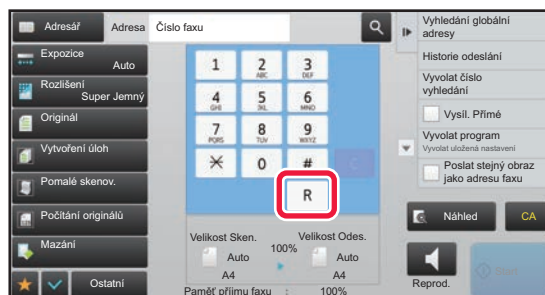 Adresář
Adresa
Číslo faxu
Expozice
Auto
Rozlišení
Super Jemný
Originál
Vytvoření úloh
Pomalé skenov.
Počítání originálů
Mazání
Ostatní
1
2
ABC
3
DEF
4
GHI
5
JKL
6
MNO
7
PQRS
8
TUV
9
WXYZ
0
#
C
R
Velikost Sken.
100%
Velikost Odes.
Auto
A4
Auto
A4
Paměť příjmu faxu : 100%
Vyhledání globální
adresy
Historie odeslání
Vyvolat číslo
vyhledání
Vysíl. Přímé
Vyvolat program
Vyvolat uložená nastavení
Poslat stejný obraz
jako adresu faxu
Náhled
CA
Reprod.
Start